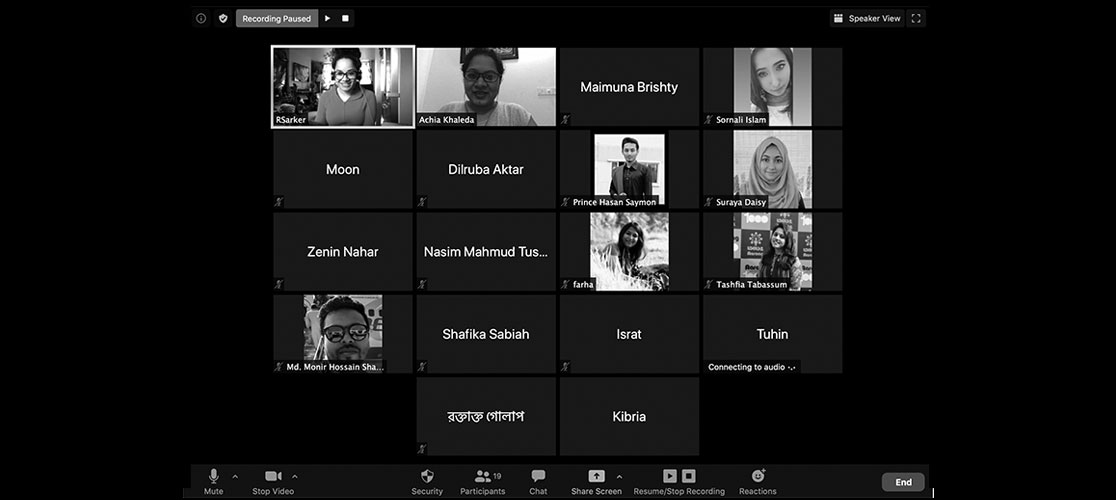 Recording Paused
Speaker View
RSarker
Achia Khaleda
Maimuna Brishty
Sornali Islam
Moon
Dilruba Aktar
Prince Hasan Saymon
Suraya Daisy
Zenin Nahar
Nasim Mahmud Tus...
farha
1000
Tashfia Tabassum
Md. Monir Hossain Sha...
Shafika Sabiah
Israt
Tuhin
Connecting to audio
রক্তাক্ত গোলাপ
Kibria
Mute
Stop Video
Security
Participants 19
Chat
Share Screen
Resume/Stop Recording
Reactions
End